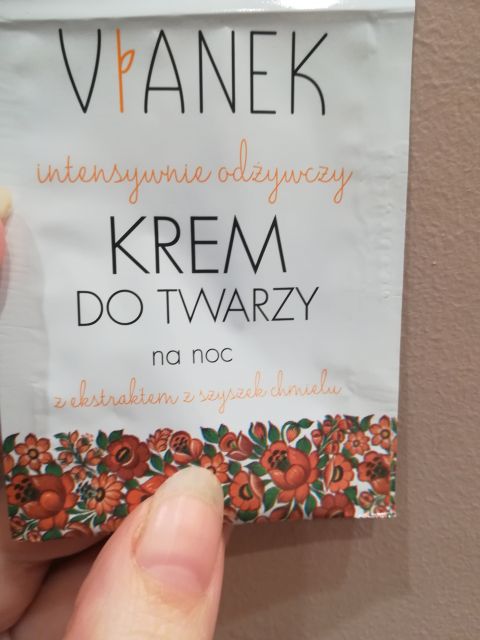 VIANEK
intensywnie odżywczy
KREM
DO TWARZY
na noc
z ekstraktem z szyszek chmielu